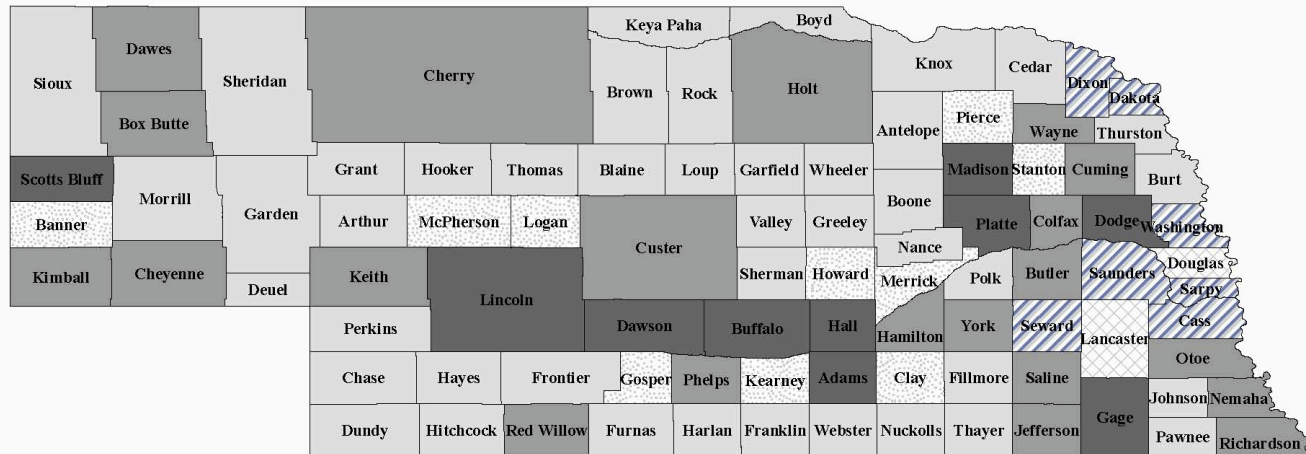 Keya Paha
Boyd
Sioux
Dawes
Sheridan
Cherry
Brown
Rock
Holt
Knox
Cedar
Dixon
Dakota
Box Butte
Antelope
Pierce
Wayne
Thurston
Scotts Bluff
Morrill
Garden
Grant
Hooker
Thomas
Blaine
Loup
Garfield
Wheeler
Boone
Madison
Stanton
Cuming
Burt
Banner
Arthur
McPherson
Logan
Custer
Valley
Greeley
Nance
Platte
Colfax
Dodge
Washington
Kimball
Cheyenne
Deuel
Keith
Lincoln
Sherman
Howard
Merrick
Polk
Butler
Saunders
Douglas
Sarpy
Perkins
Dawson
Buffalo
Hall
Hamilton
York
Seward
Lancaster
Cass
Otoe
Chase
Hayes
Frontier
Gosper
Phelps
Kearney
Adams
Clay
Fillmore
Saline
Gage
Johnson
Nemaha
Dundy
Hitchcock
Red Willow
Furnas
Harlan
Franklin
Webster
Nuckolls
Thayer
Jefferson
Pawnee
Richardson